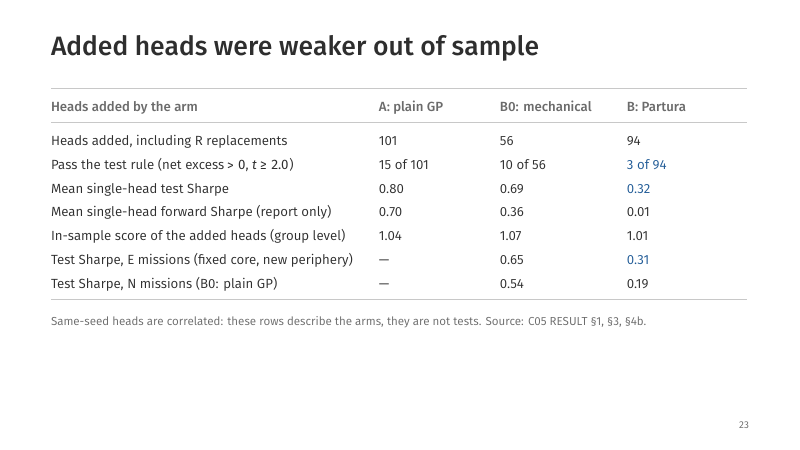 Added heads were weaker out of sample
Heads added by the arm A: plain GP B0: mechanical B: Partura
Heads added, including R replacements 101 56 94
Pass the test rule (net excess > 0, t ≥ 2.0) 15 of 101 10 of 56 3 of 94
Mean single-head test Sharpe 0.80 0.69 0.32
Mean single-head forward Sharpe (report only) 0.70 0.36 0.01
In-sample score of the added heads (group level) 1.04 1.07 1.01
Test Sharpe, E missions (fixed core, new periphery) — 0.65 0.31
Test Sharpe, N missions (B0: plain GP) — 0.54 0.19
Same-seed heads are correlated: these rows describe the arms, they are not tests. Source: C05 RESULT §1, §3, §4b.
23